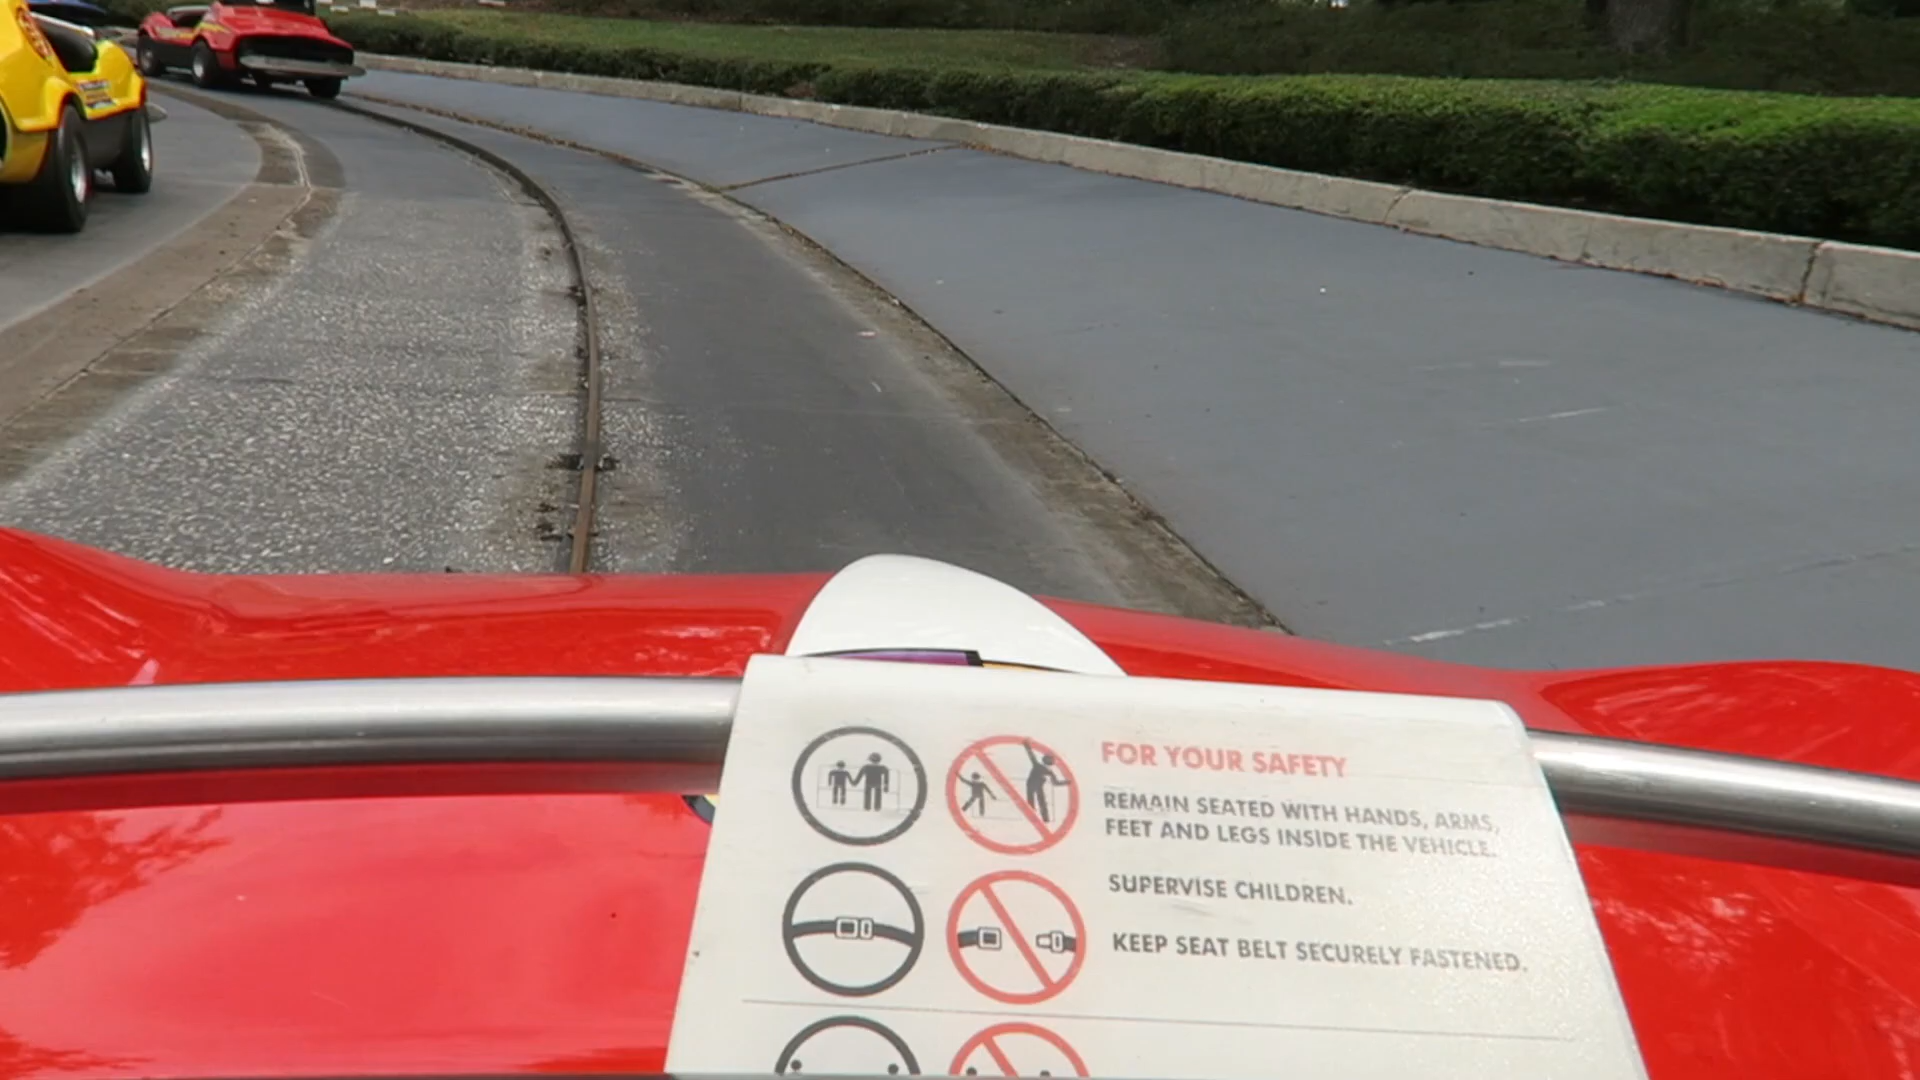 FOR YOUR SAFETY
REMAIN SEATED WITH HANDS, ARMS,
FEET AND LEGS INSIDE THE VEHICLE.
SUPERVISE CHILDREN.
KEEP SEAT BELT SECURELY FASTENED.